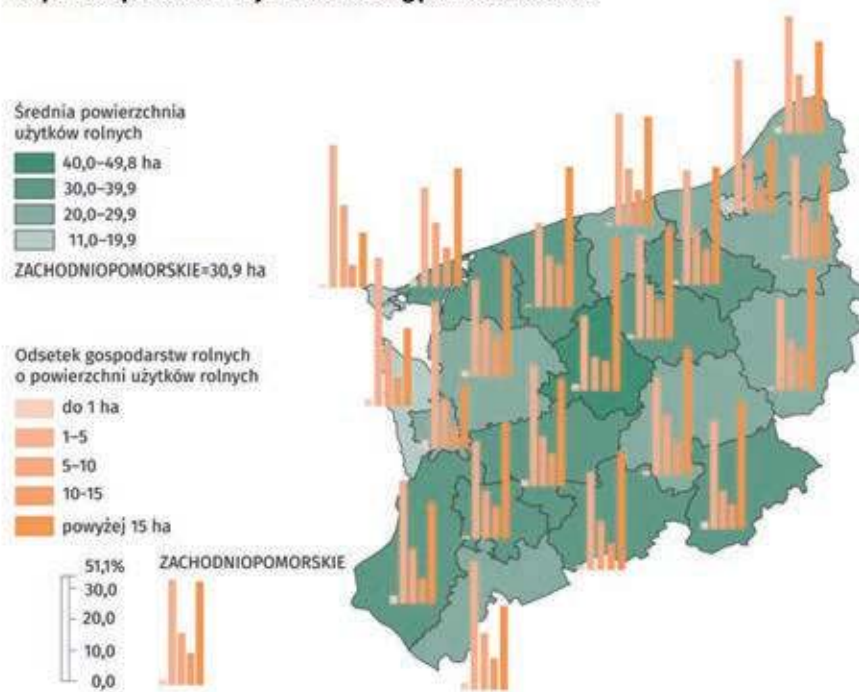 Średnia powierzchnia
użytków rolnych
40,0–49,8 ha
30,0–39,9
20,0–29,9
11,0–19,9
ZACHODNIOPOMORSKIE=30,9 ha
Odsetek gospodarstw rolnych
o powierzchni użytków rolnych
do 1 ha
1–5
5–10
10-15
powyżej 15 ha
51,1%
30,0
20,0
10,0
0,0
ZACHODNIOPOMORSKIE